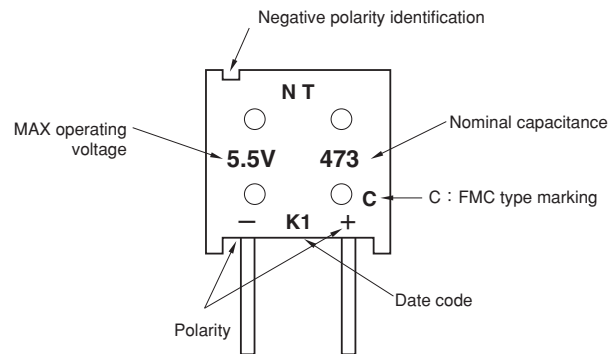 Negative polarity identification
N T
MAX operating
voltage
Nominal capacitance
5.5V
473
C
C : FMC type marking
− K1 +
Date code
Polarity